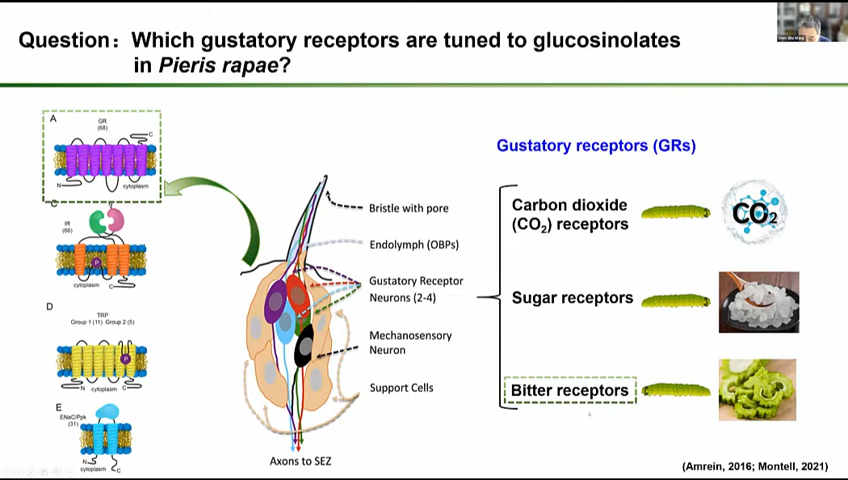 Question: Which gustatory receptors are tuned to glucosinolates
in Pieris rapae?
A
GR
(68)
C
N
cytoplasm
C
IR
(66)
P
cytoplasm
C
D
TRP
Group 1 (11) Group 2 (5)
P
N
cytoplasm
C
E
ENaC/Ppk
(31)
N
cytoplasm
C
Bristle with pore
Endolymph (OBPs)
Gustatory Receptor
Neurons (2-4)
Mechanosensory
Neuron
Support Cells
Axons to SEZ
Gustatory receptors (GRs)
Carbon dioxide
(CO2) receptors
CO2
Sugar receptors
Bitter receptors
(Amrein, 2016; Montell, 2021)